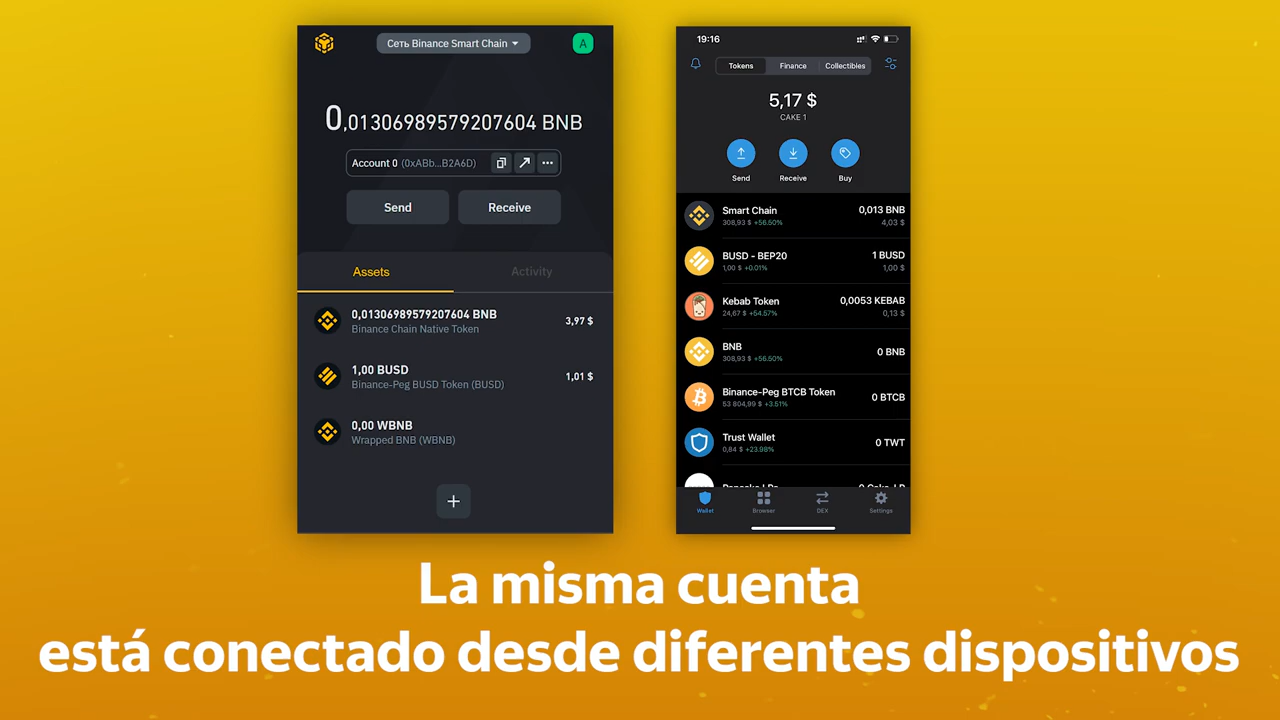 Сеть Binance Smart Chain
A
0,01306989579207604 BNB
Account 0 (0xABb...B2A6D)
Send
Receive
Assets
Activity
0,01306989579207604 BNB
Binance Chain Native Token
3,97 $
1,00 BUSD
Binance-Peg BUSD Token (BUSD)
1,01 $
0,00 WBNB
Wrapped BNB (WBNB)
+
19:16
Tokens
Finance
Collectibles
5,17 $
CAKE 1
Send
Receive
Buy
Smart Chain
0,013 BNB
308,93 $ +56.50%
4,03 $
BUSD - BEP20
1 BUSD
1,00 $ +0.01%
1,00 $
Kebab Token
0,0053 KEBAB
24,67 $ +54.57%
0,13 $
BNB
308,93 $ +56.50%
0 BNB
Binance-Peg BTCB Token
53 804,99 $ +3.51%
0 BTCB
Trust Wallet
0,84 $ +23.98%
0 TWT
Wallet
Browser
DEX
Settings
La misma cuenta
está conectado desde diferentes dispositivos